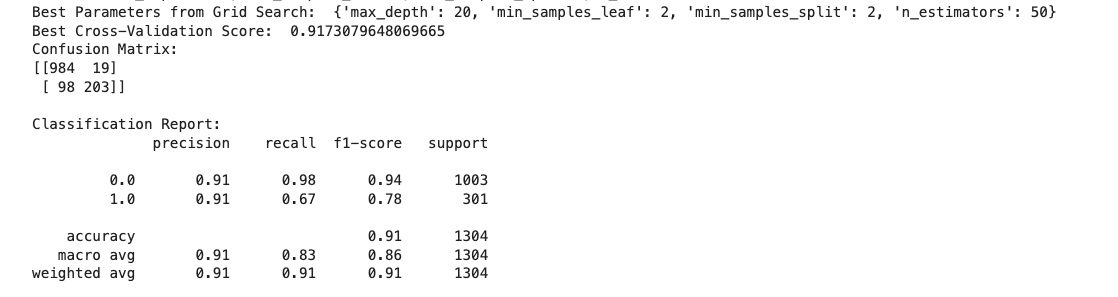 Best Parameters from Grid Search:  {'max_depth': 20, 'min_samples_leaf': 2, 'min_samples_split': 2, 'n_estimators': 50}
Best Cross-Validation Score:  0.9173079648069665
Confusion Matrix:
[[984  19]
 [ 98 203]]

Classification Report:
              precision    recall  f1-score   support

         0.0       0.91      0.98      0.94      1003
         1.0       0.91      0.67      0.78       301

    accuracy                           0.91      1304
   macro avg       0.91      0.83      0.86      1304
weighted avg       0.91      0.91      0.91      1304